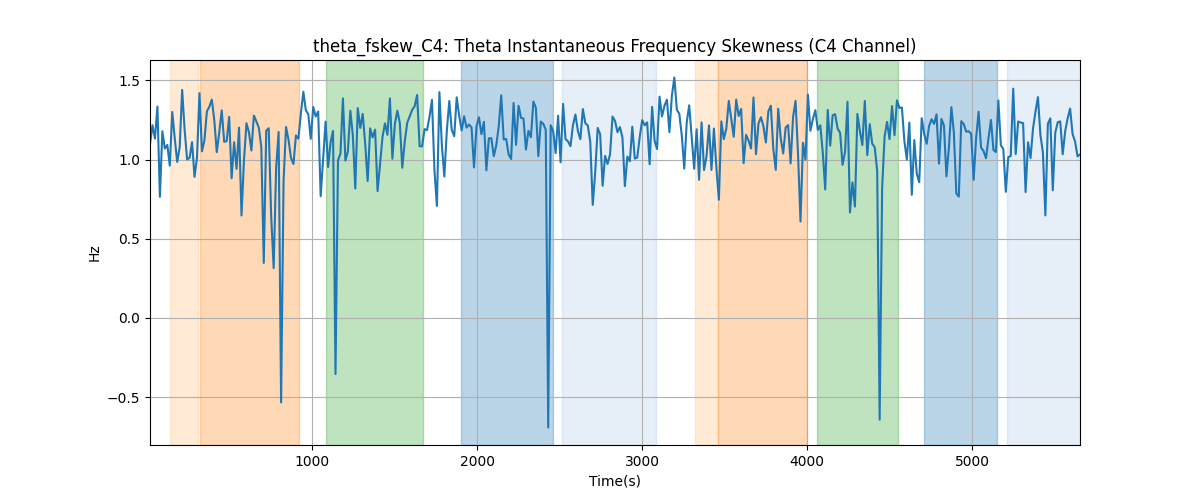 theta_fskew_C4: Theta Instantaneous Frequency Skewness (C4 Channel)
1.5
1.0
0.5
0.0
−0.5
Hz
1000 2000 3000 4000 5000
Time(s)